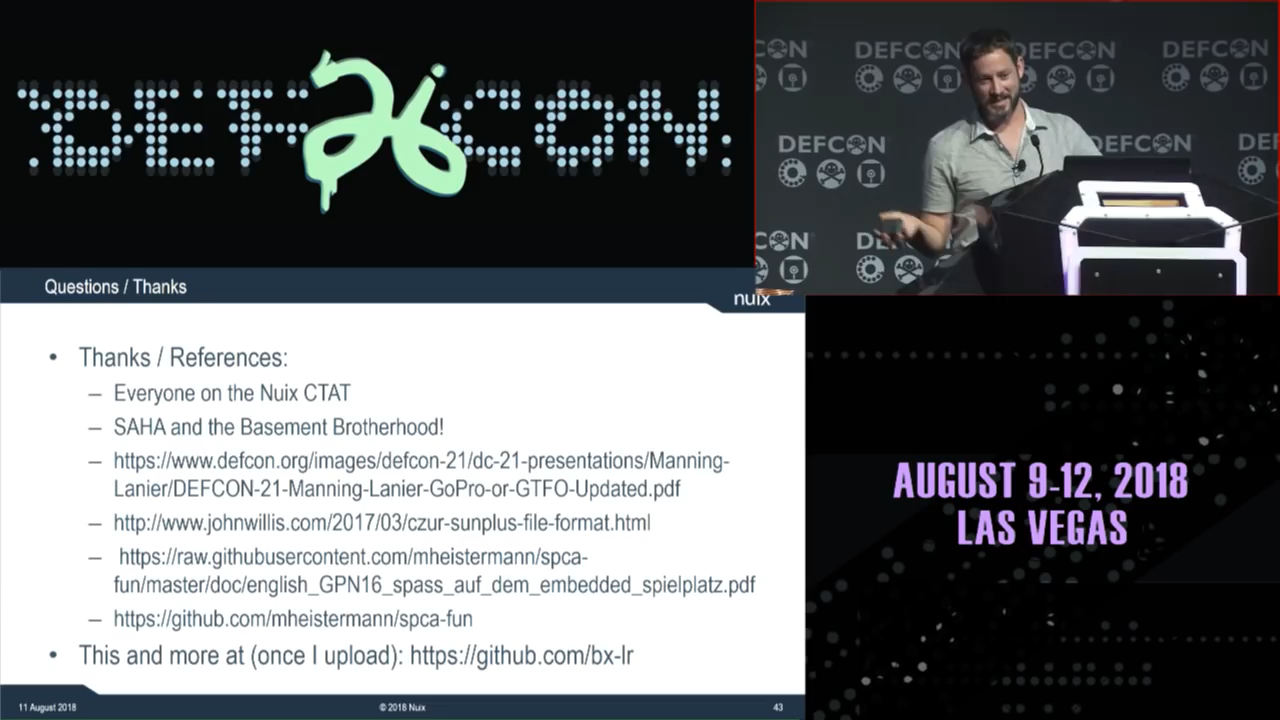 DEFCON
26
DEFCON
DEFCON
DEFCON
DEFCON
DEFCON
Questions / Thanks
nuix
• Thanks / References:
– Everyone on the Nuix CTAT
– SAHA and the Basement Brotherhood!
– https://www.defcon.org/images/defcon-21/dc-21-presentations/Manning-
Lanier/DEFCON-21-Manning-Lanier-GoPro-or-GTFO-Updated.pdf
– http://www.johnwillis.com/2017/03/czur-sunplus-file-format.html
– https://raw.githubusercontent.com/mheistermann/spca-
fun/master/doc/english_GPN16_spass_auf_dem_embedded_spielplatz.pdf
– https://github.com/mheistermann/spca-fun
• This and more at (once I upload): https://github.com/bx-lr
11 August 2018
© 2018 Nuix
43
AUGUST 9-12, 2018
LAS VEGAS